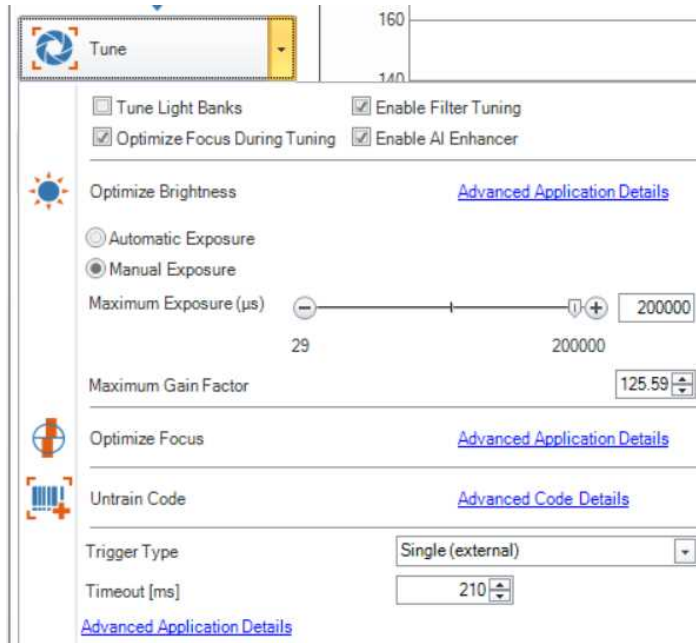 160
Tune
140
Tune Light Banks Enable Filter Tuning
Optimize Focus During Tuning Enable AI Enhancer
Optimize Brightness Advanced Application Details
Automatic Exposure
Manual Exposure
Maximum Exposure (µs) 200000
29 200000
Maximum Gain Factor 125.59
Optimize Focus Advanced Application Details
Untrain Code Advanced Code Details
Trigger Type Single (external)
Timeout [ms] 210
Advanced Application Details